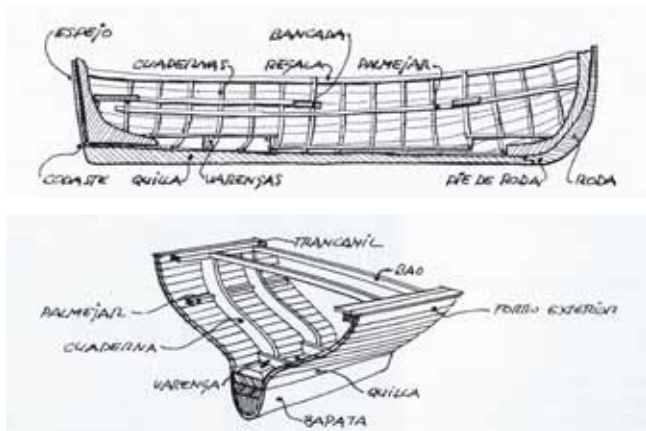 ESPEJO
BANCADA
CUADERNAS
REGALA
PALMEJAR
CODASTE
QUILLA
VARENGAS
PIE DE RODA
RODA
TRANCANIL
BAO
PALMEJAR
FORRO EXTERIOR
CUADERNA
VARENGA
QUILLA
ZAPATA